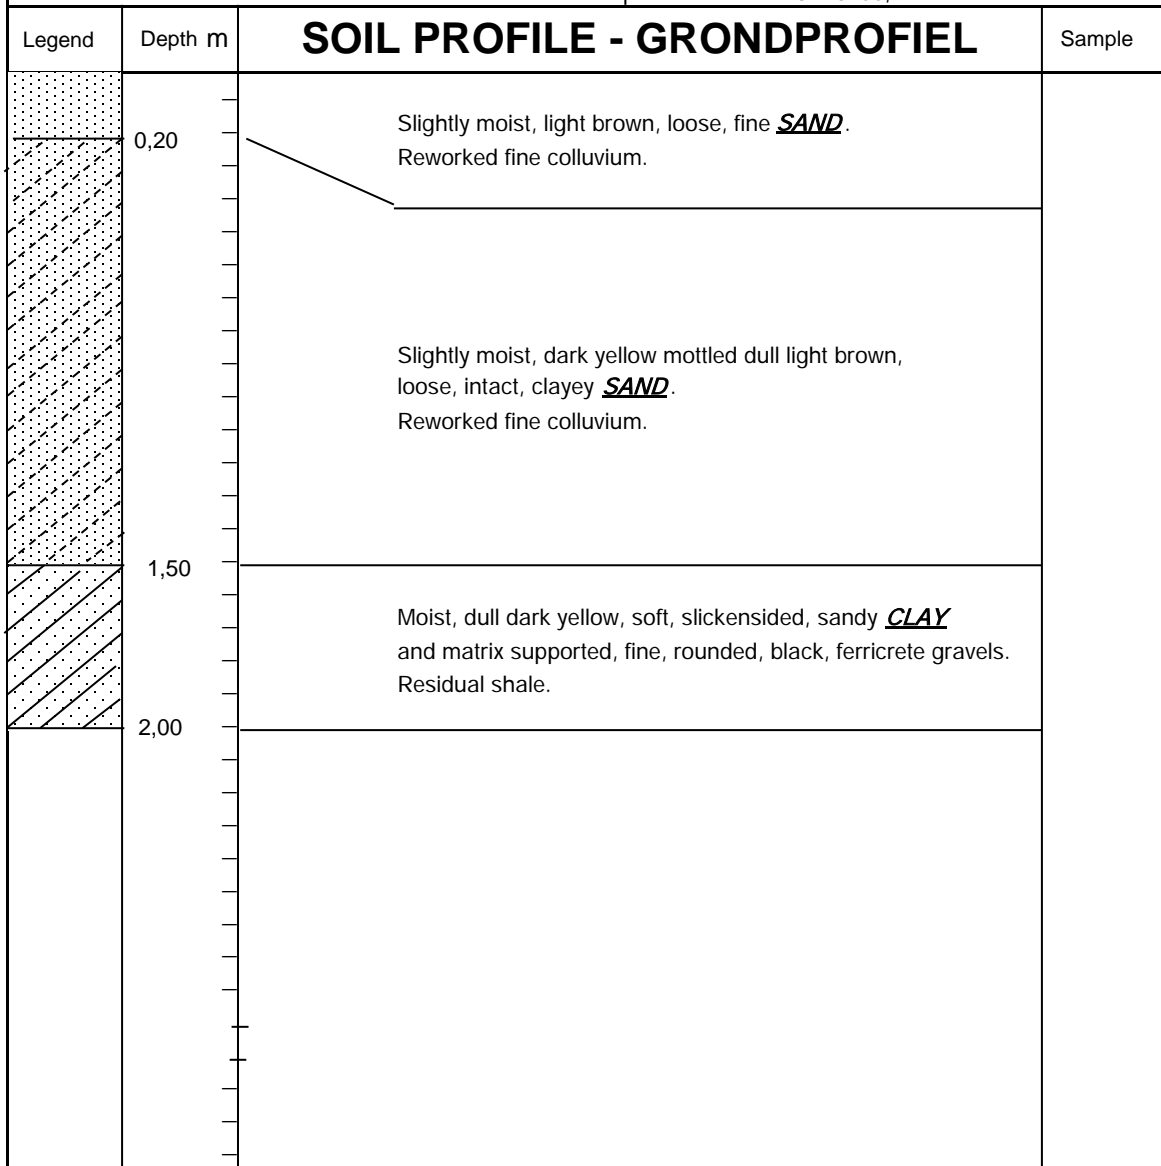 Legend Depth m SOIL PROFILE - GRONDPROFIEL Sample
Slightly moist, light brown, loose, fine SAND.
0,20
Reworked fine colluvium.
Slightly moist, dark yellow mottled dull light brown,
loose, intact, clayey SAND.
Reworked fine colluvium.
1,50
Moist, dull dark yellow, soft, slickensided, sandy CLAY
and matrix supported, fine, rounded, black, ferricrete gravels.
Residual shale.
2,00